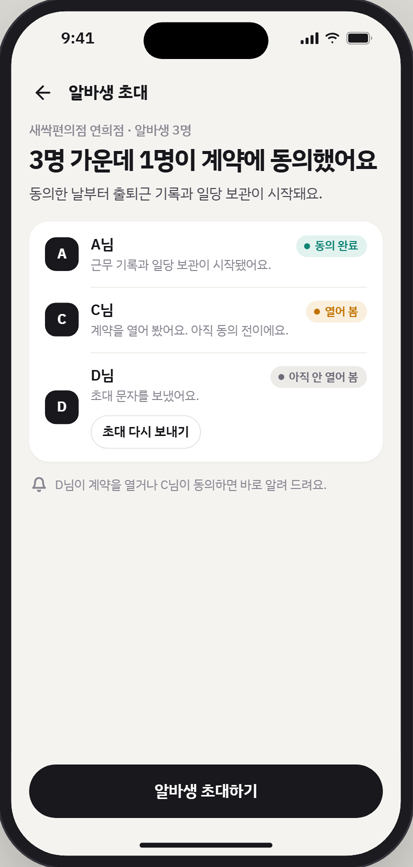 9:41
알바생 초대
새싹편의점 연희점 · 알바생 3명
3명 가운데 1명이 계약에 동의했어요
동의한 날부터 출퇴근 기록과 일당 보관이 시작돼요.
A
A님
동의 완료
근무 기록과 일당 보관이 시작됐어요.
C
C님
열어 봄
계약을 열어 봤어요. 아직 동의 전이에요.
D
D님
아직 안 열어 봄
초대 문자를 보냈어요.
초대 다시 보내기
D님이 계약을 열거나 C님이 동의하면 바로 알려 드려요.
알바생 초대하기